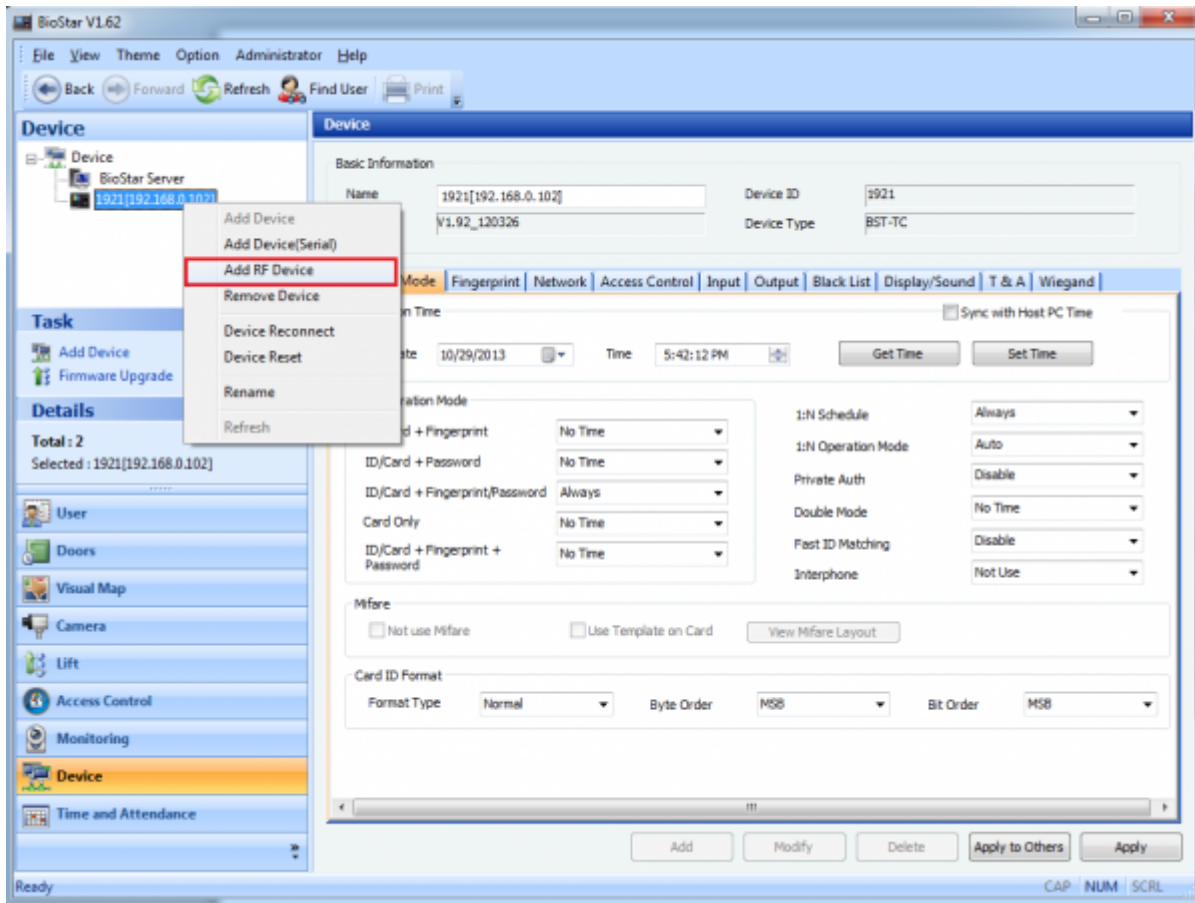 BioStar V1.62
File View Theme Option Administrator Help
Back Forward Refresh Find User Print
Device
Device
BioStar Server
1921[192.168.0.102]
Add Device
Add Device(Serial)
Add RF Device
Remove Device
Device Reconnect
Device Reset
Rename
Refresh
Task
Add Device
Firmware Upgrade
Details
Total : 2
Selected : 1921[192.168.0.102]
User
Doors
Visual Map
Camera
Lift
Access Control
Monitoring
Device
Time and Attendance
Device
Basic Information
Name 1921[192.168.0.102] Device ID 1921
V1.92_120326 Device Type BST-TC
Mode Fingerprint Network Access Control Input Output Black List Display/Sound T & A Wiegand
n Time Sync with Host PC Time
te 10/29/2013 Time 5:42:12 PM Get Time Set Time
ration Mode
d + Fingerprint No Time
ID/Card + Password No Time
ID/Card + Fingerprint/Password Always
Card Only No Time
ID/Card + Fingerprint + Password No Time
1:N Schedule Always
1:N Operation Mode Auto
Private Auth Disable
Double Mode No Time
Fast ID Matching Disable
Interphone Not Use
Mifare
Not use Mifare Use Template on Card View Mifare Layout
Card ID Format
Format Type Normal Byte Order MSB Bit Order MSB
Add Modify Delete Apply to Others Apply
Ready CAP NUM SCRL